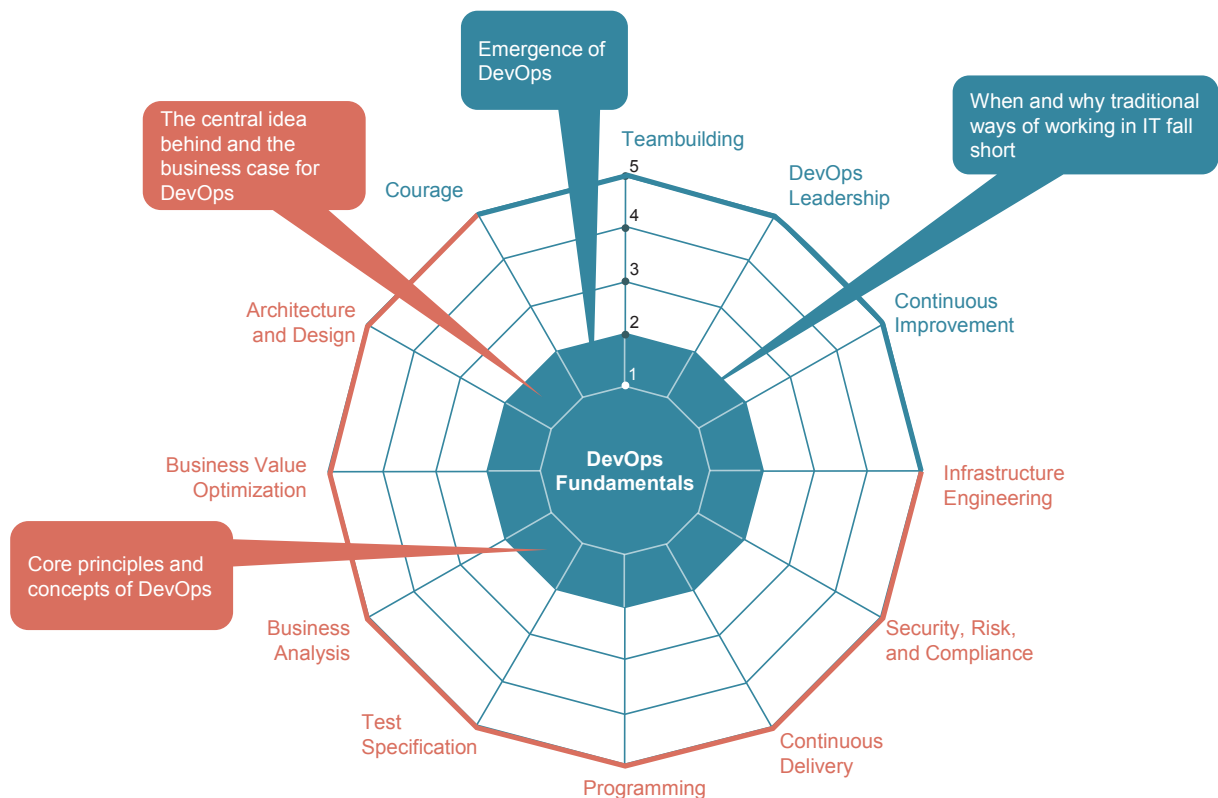 Emergence of
DevOps
The central idea
behind and the
business case for
DevOps
When and why traditional
ways of working in IT fall
short
Teambuilding
DevOps
Leadership
Courage
5
4
3
2
1
Architecture
and Design
Continuous
Improvement
DevOps
Fundamentals
Business Value
Optimization
Infrastructure
Engineering
Core principles and
concepts of DevOps
Business
Analysis
Security, Risk,
and Compliance
Test
Specification
Continuous
Delivery
Programming